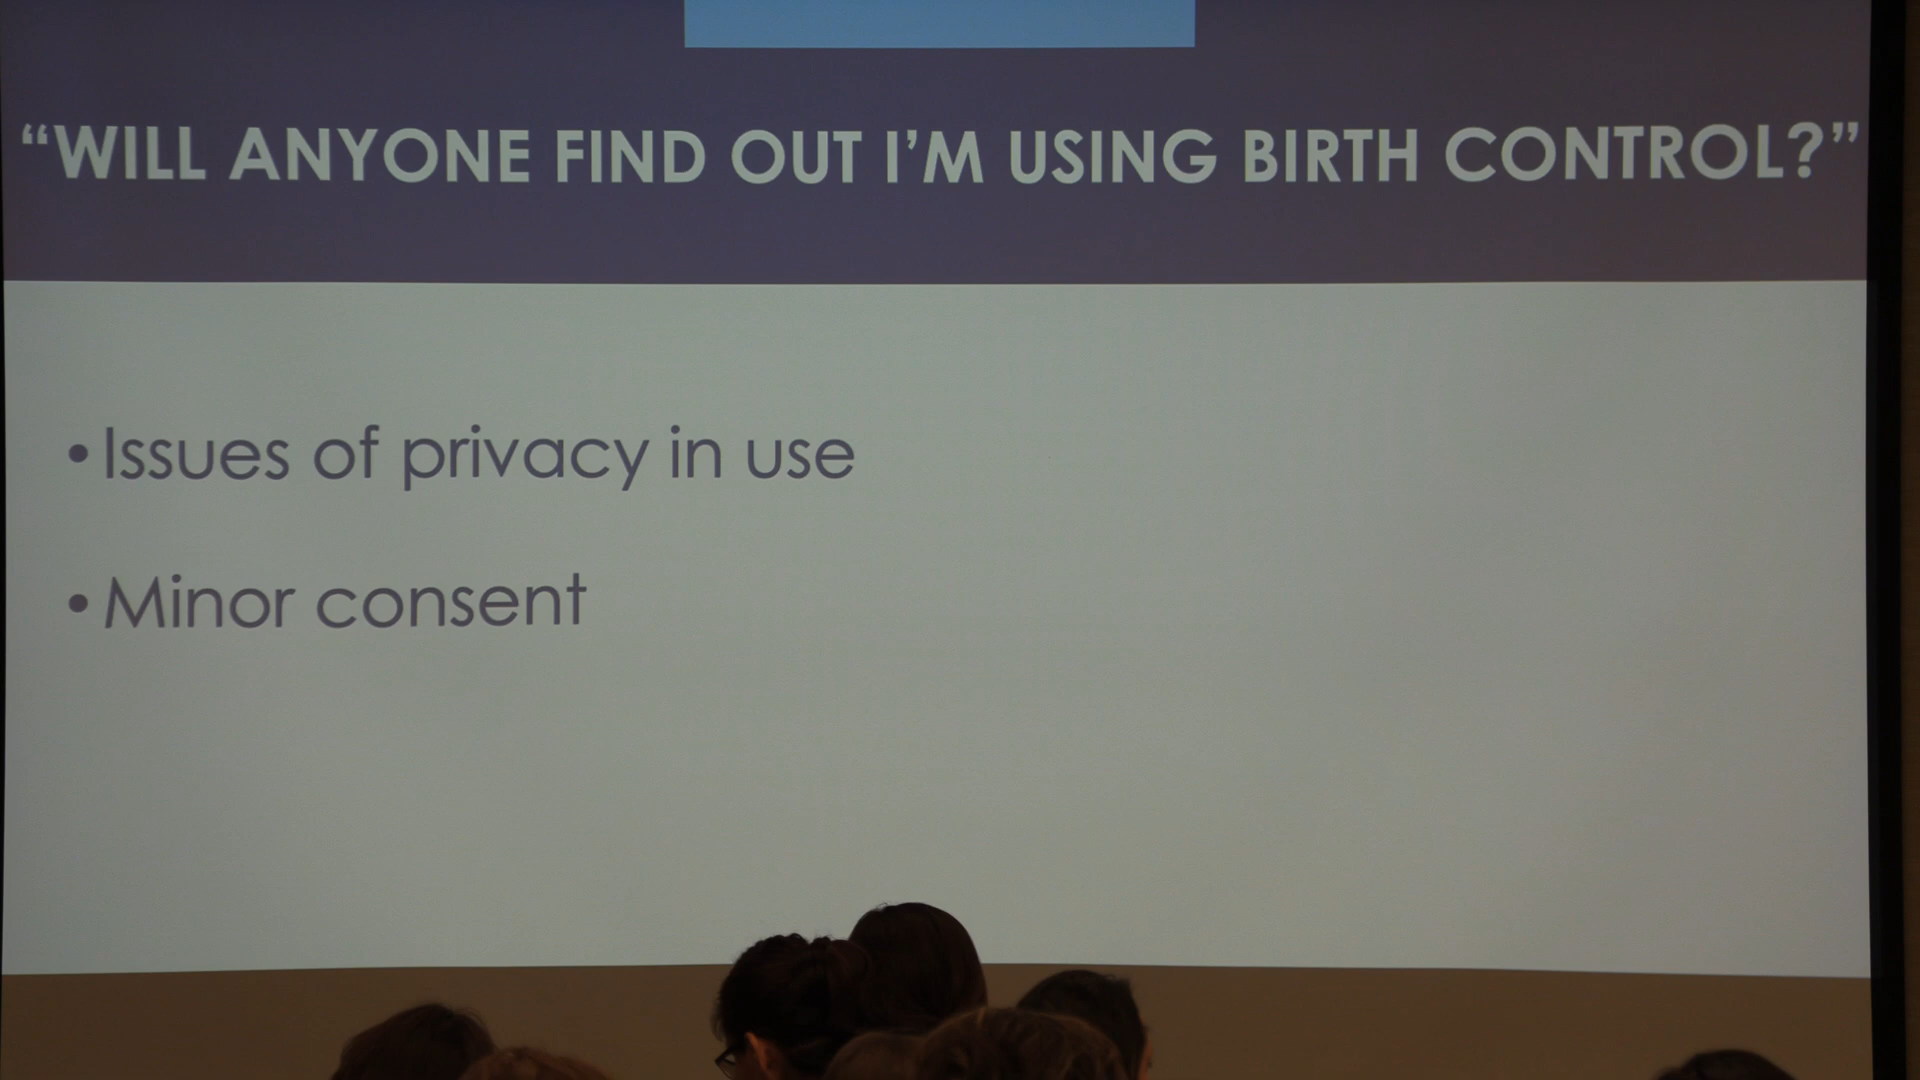 “WILL ANYONE FIND OUT I’M USING BIRTH CONTROL?”
• Issues of privacy in use
• Minor consent